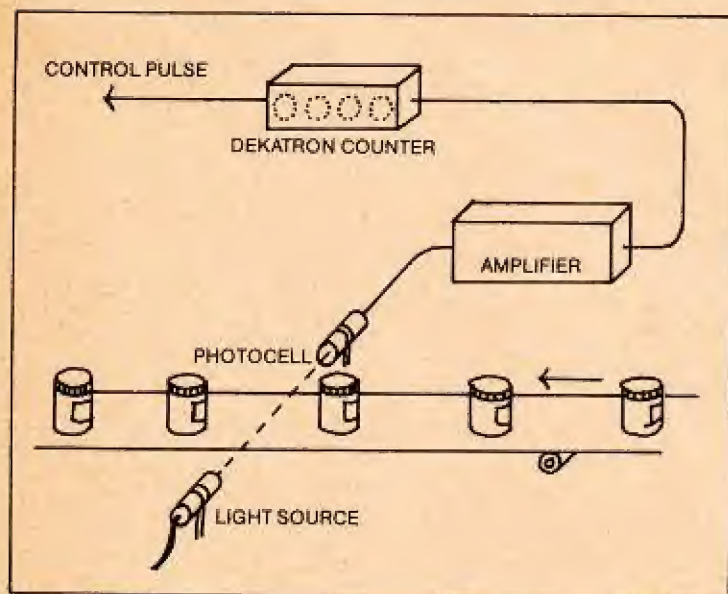 CONTROL PULSE
DEKATRON COUNTER
AMPLIFIER
PHOTOCELL
LIGHT SOURCE